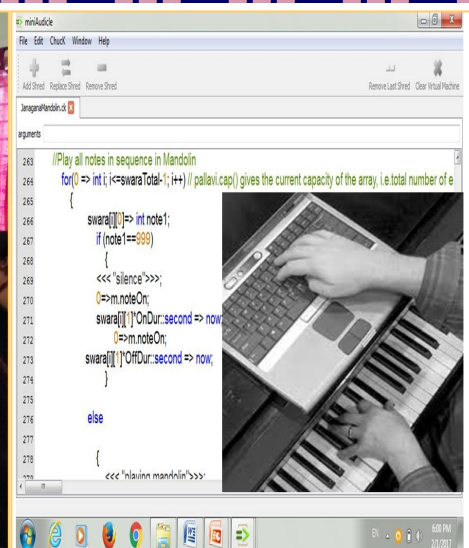 miniAudicle
File Edit ChucK Window Help
Add Shred Replace Shred Remove Shred Remove Last Shred Clear Virtual Machine
JanaganaMandolin.ck
arguments
263 //Play all notes in sequence in Mandolin
264 for(0 => int i; i<=swaraTotal-1; i++) // pallavi.cap() gives the current capacity of the array, i.e.total number of e
265 {
266 swara[i][0]=> int note1;
267 if (note1==999)
268 {
269 <<< "silence">>>;
270 0=>m.noteOn;
271 swara[i][1]*OnDur::second => now;
272 0=>m.noteOn;
273 swara[i][1]*OffDur::second => now;
274 }
275
276 else
277
278 {
279 <<< "playing mandolin">>>;
EN 6:00 PM
2/1/2017